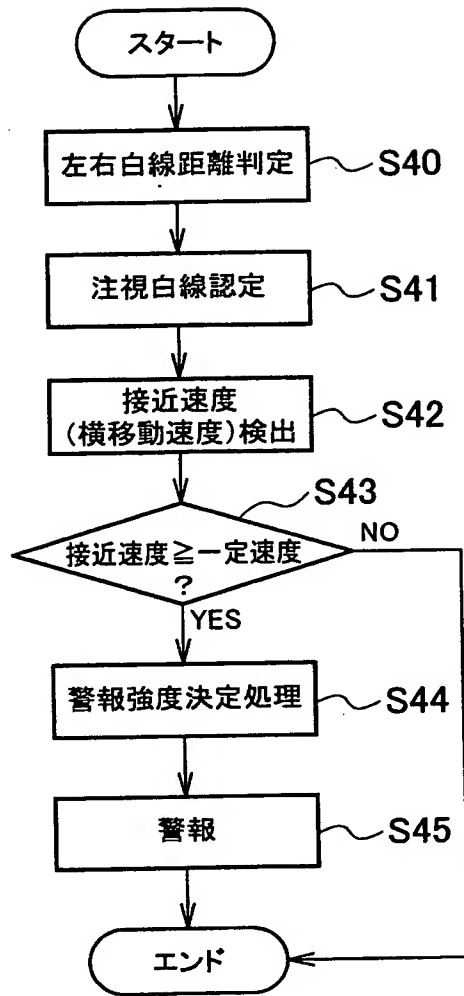 スタート
左右白線距離判定
S40
注視白線認定
S41
接近速度
(横移動速度)検出
S42
S43
接近速度≧一定速度
?
NO
YES
警報強度決定処理
S44
警報
S45
エンド